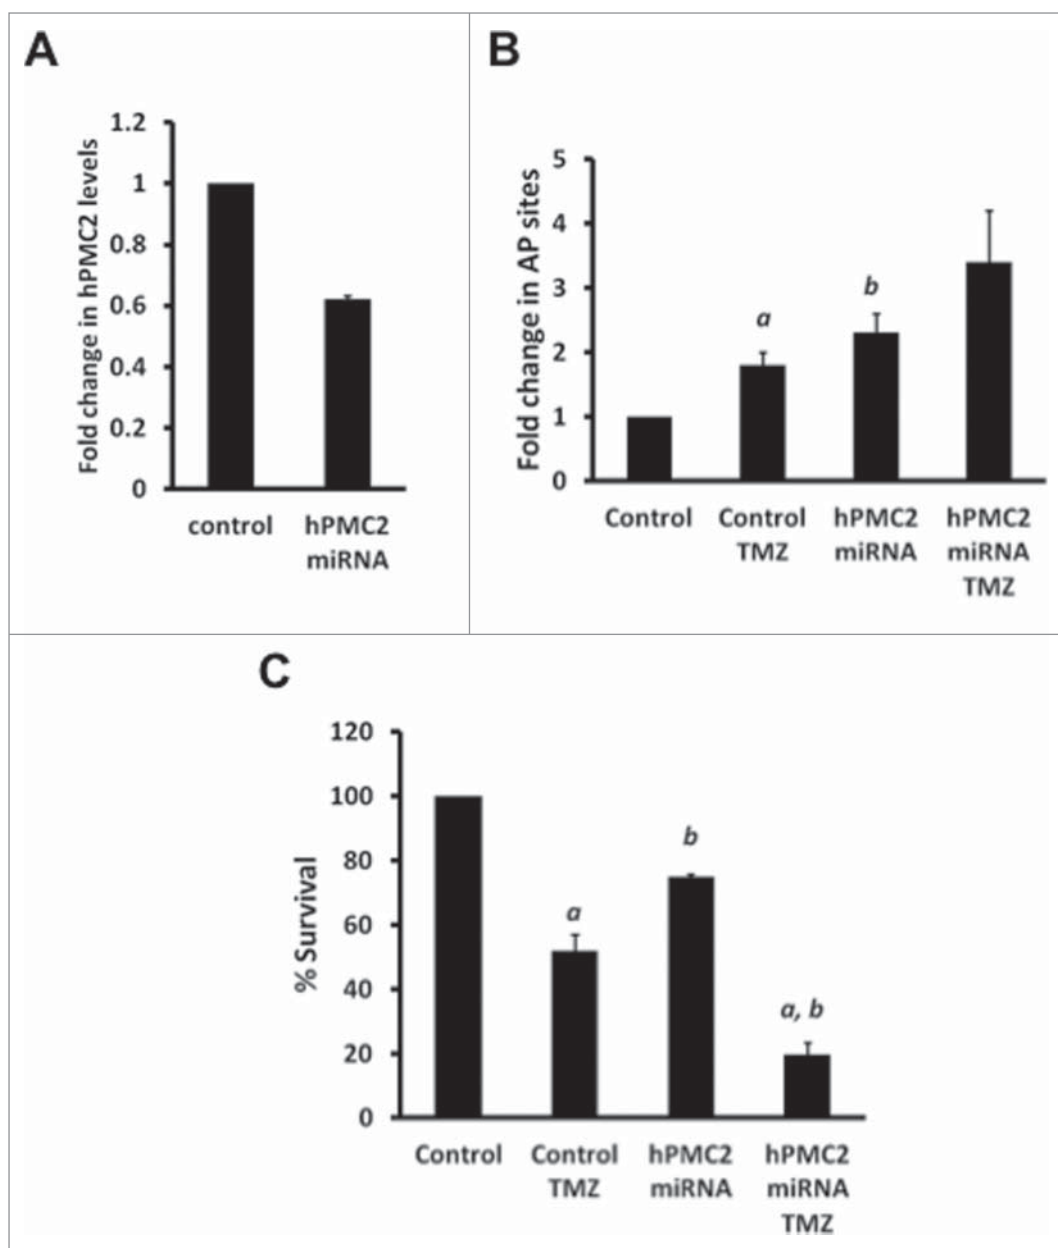 A
Fold change in hPMC2 levels
1.2
1
0.8
0.6
0.4
0.2
0
control
hPMC2
miRNA
B
Fold change in AP sites
5
4
3
2
1
0
a
b
Control
Control
TMZ
hPMC2
miRNA
hPMC2
miRNA
TMZ
C
% Survival
120
100
80
60
40
20
0
a
b
a, b
Control
Control
TMZ
hPMC2
miRNA
hPMC2
miRNA
TMZ